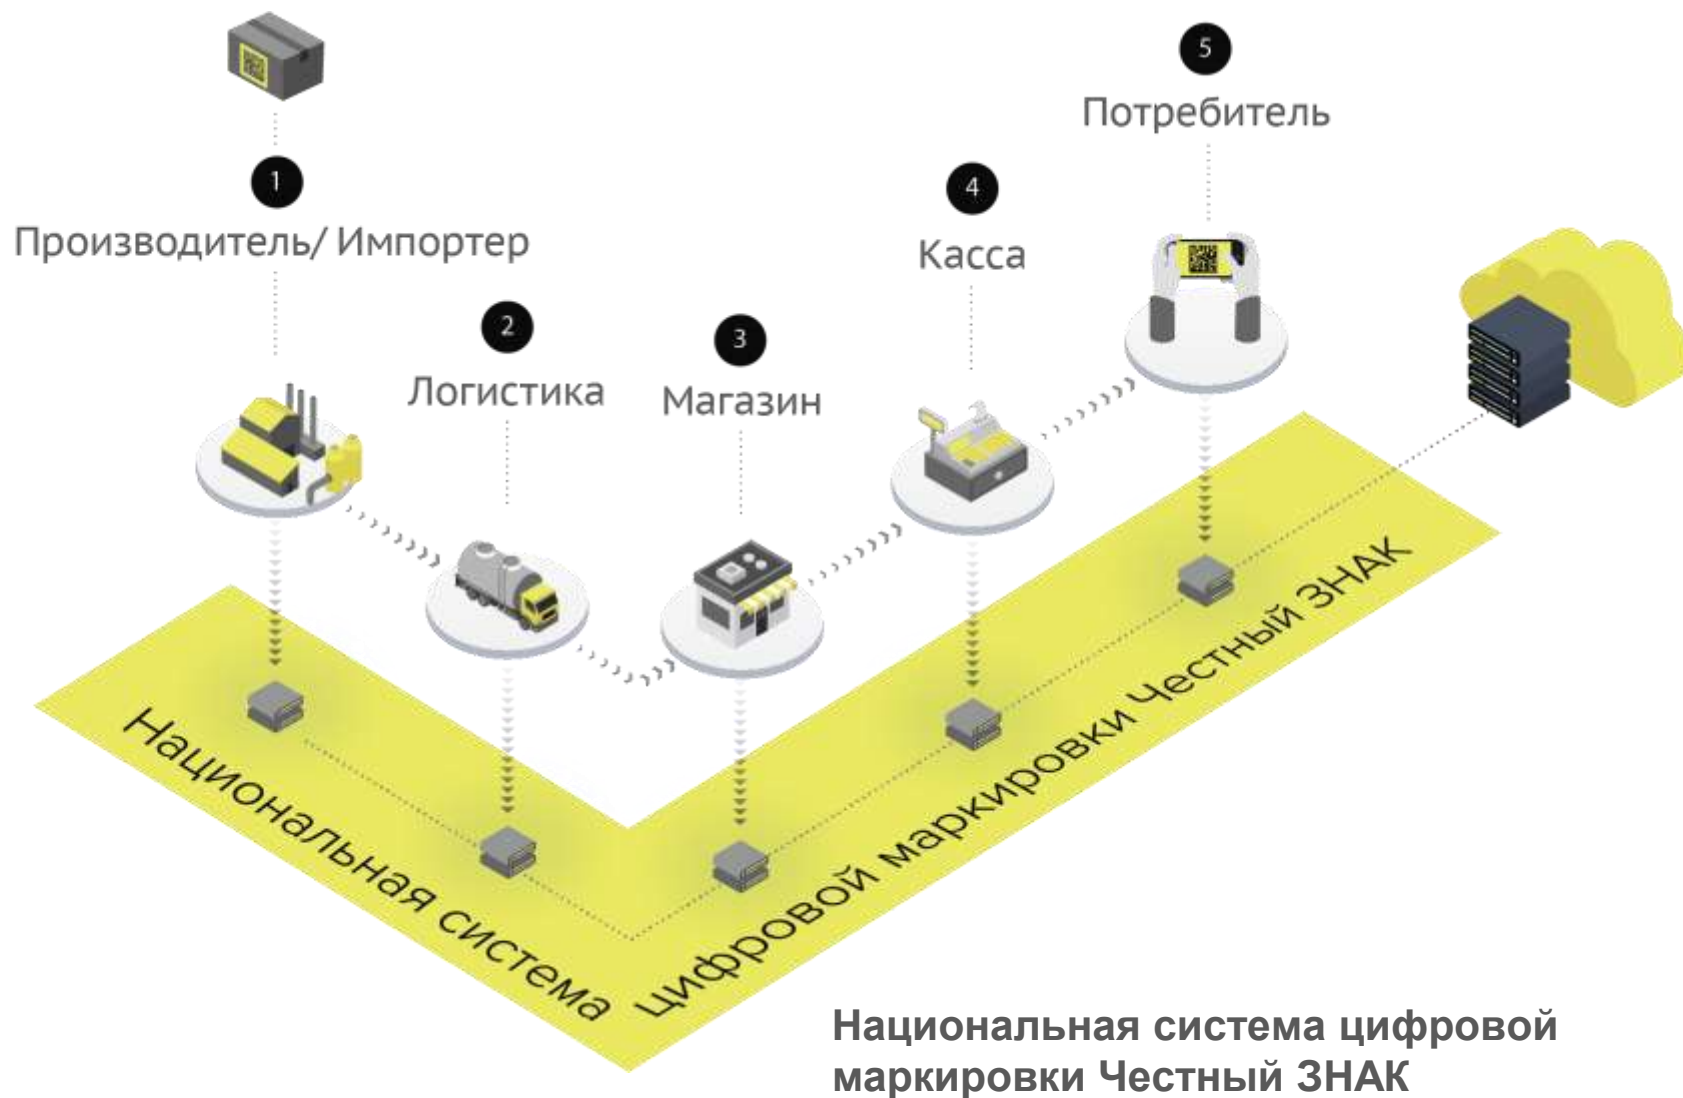 1
Производитель/ Импортер
2
Логистика
3
Магазин
4
Касса
5
Потребитель
Национальная система
цифровой маркировки Честный ЗНАК
Национальная система цифровой
маркировки Честный ЗНАК